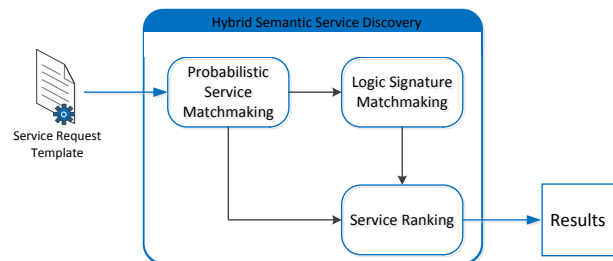 Hybrid Semantic Service Discovery
Probabilistic
Service
Matchmaking
Logic Signature
Matchmaking
Service Request
Template
Service Ranking
Results